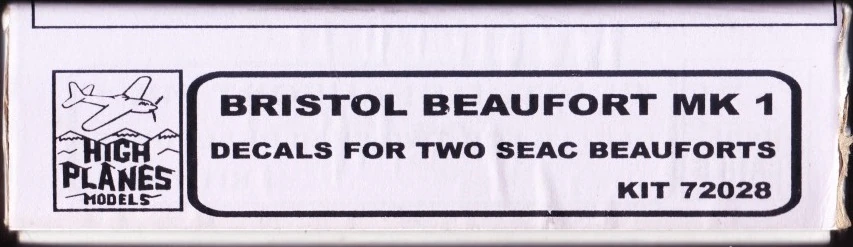 HIGH
PLANES
MODELS
BRISTOL BEAUFORT MK 1
DECALS FOR TWO SEAC BEAUFORTS
KIT 72028